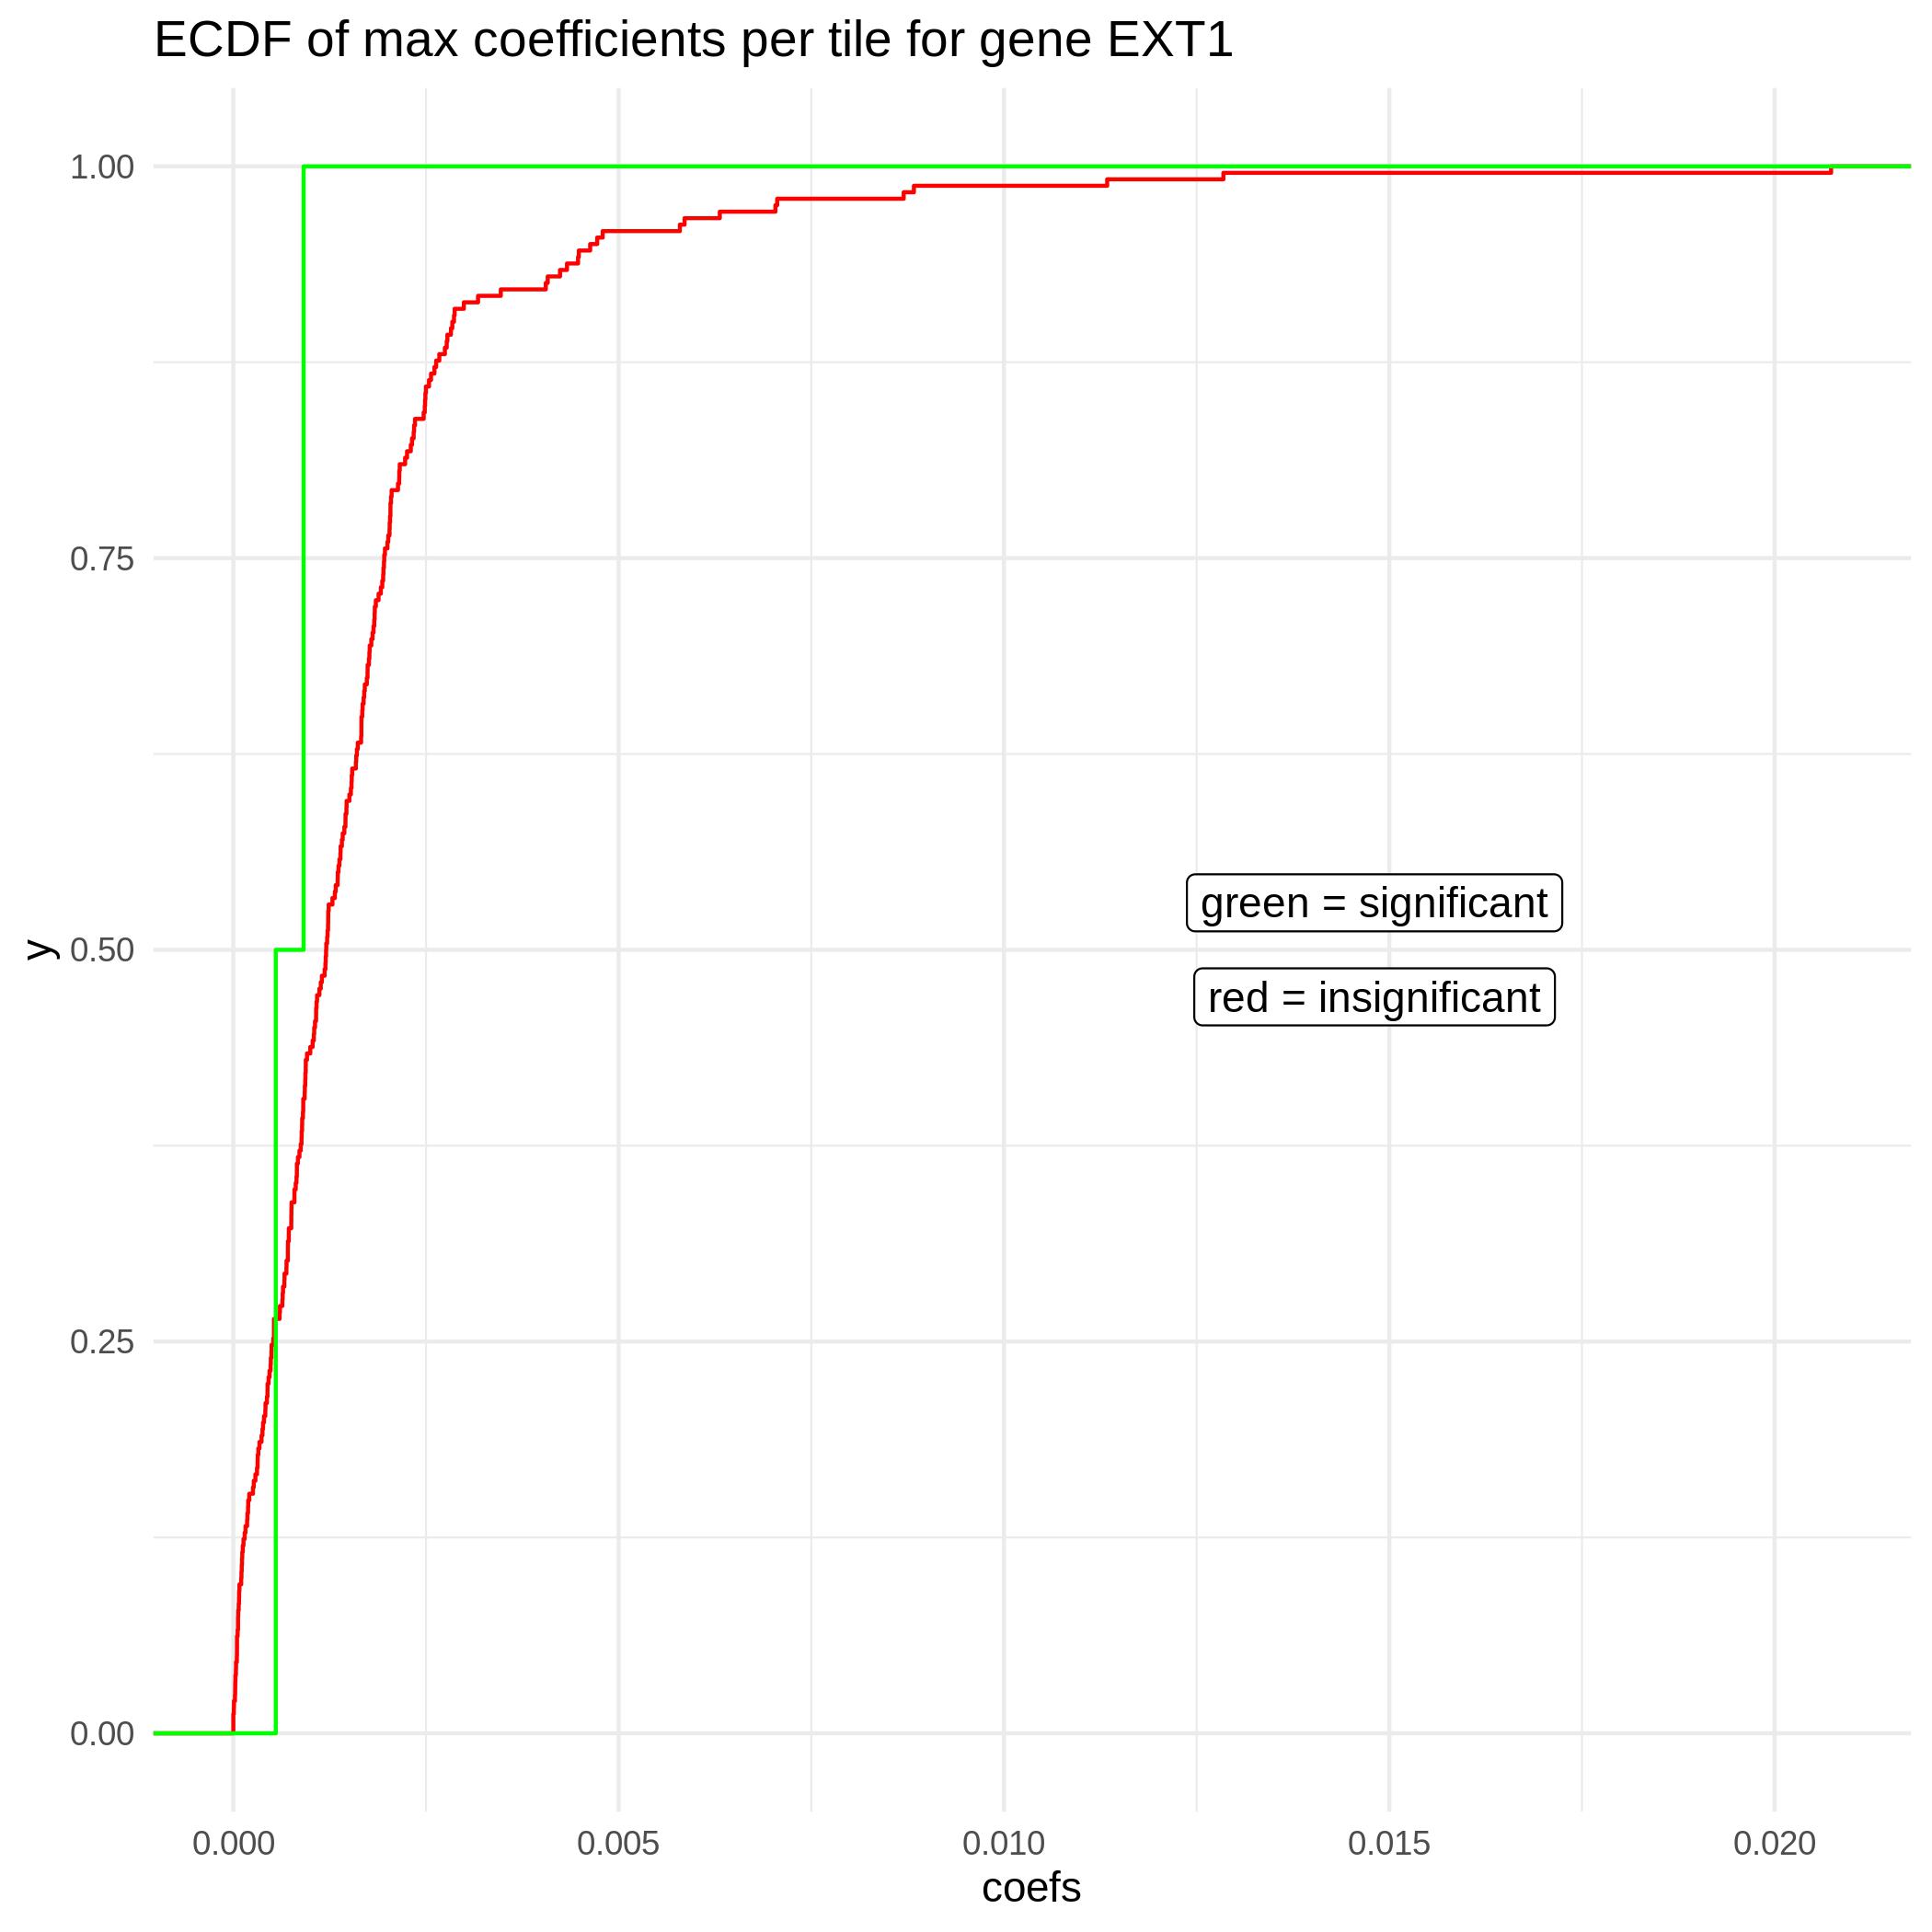 ECDF of max coefficients per tile for gene EXT1
1.00
0.75
0.50
0.25
0.00
y
green = significant
red = insignificant
0.000 0.005 0.010 0.015 0.020
coefs